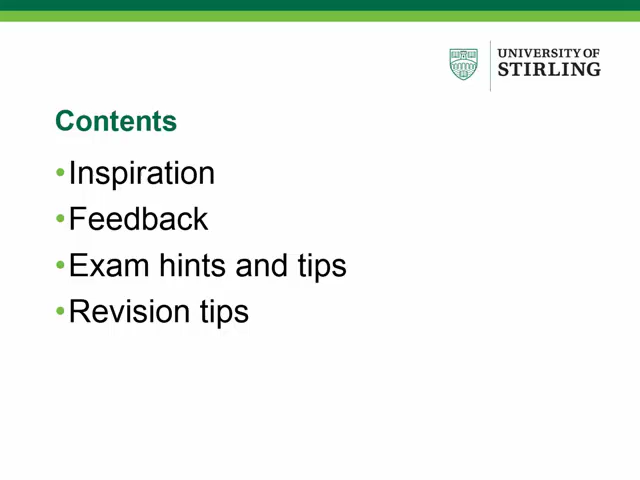 UNIVERSITY OF
STIRLING
Contents
•Inspiration
•Feedback
•Exam hints and tips
•Revision tips